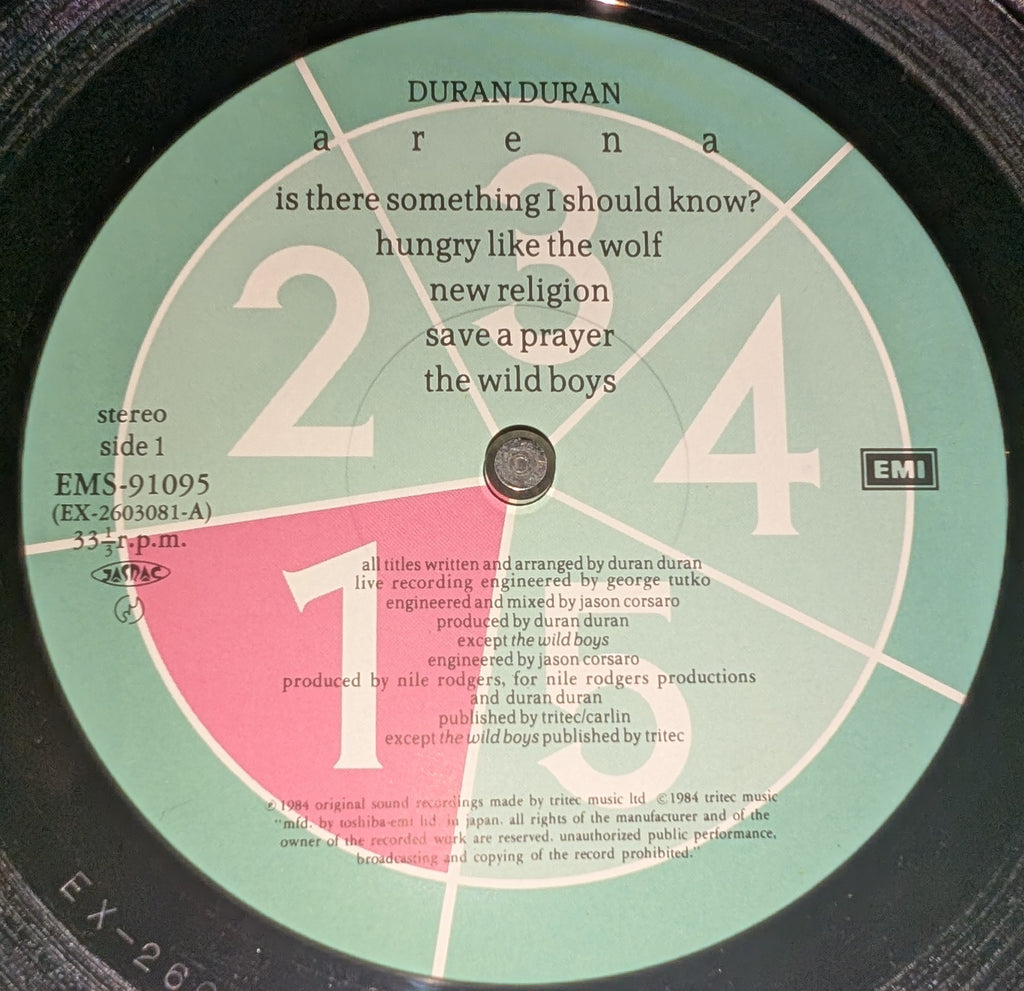 DURAN DURAN
a r e n a
is there something I should know?
hungry like the wolf
new religion
save a prayer
the wild boys
2
3
4
1
5
stereo
side 1
EMS-91095
(EX-2603081-A)
33⅓r.p.m.
JASRAC
EMI
all titles written and arranged by duran duran
live recording engineered by george tutko
engineered and mixed by jason corsaro
produced by duran duran
except the wild boys
engineered by jason corsaro
produced by nile rodgers, for nile rodgers productions
and duran duran
published by tritec/carlin
except the wild boys published by tritec
℗1984 original sound recordings made by tritec music ltd ©1984 tritec music
"mfd. by toshiba-emi ltd. in japan. all rights of the manufacturer and of the
owner of the recorded work are reserved. unauthorized public performance,
broadcasting and copying of the record prohibited."
EX-26